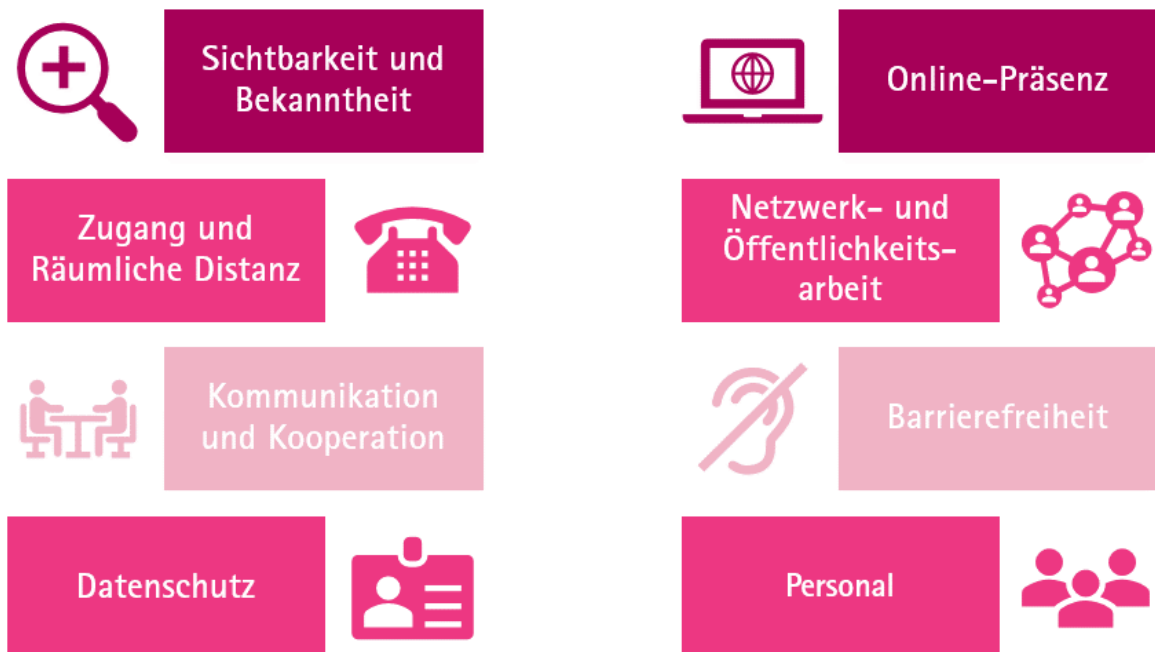 Sichtbarkeit und
Bekanntheit
Online-Präsenz
Zugang und
Räumliche Distanz
Netzwerk- und
Öffentlichkeits-
arbeit
Kommunikation
und Kooperation
Barrierefreiheit
Datenschutz
Personal